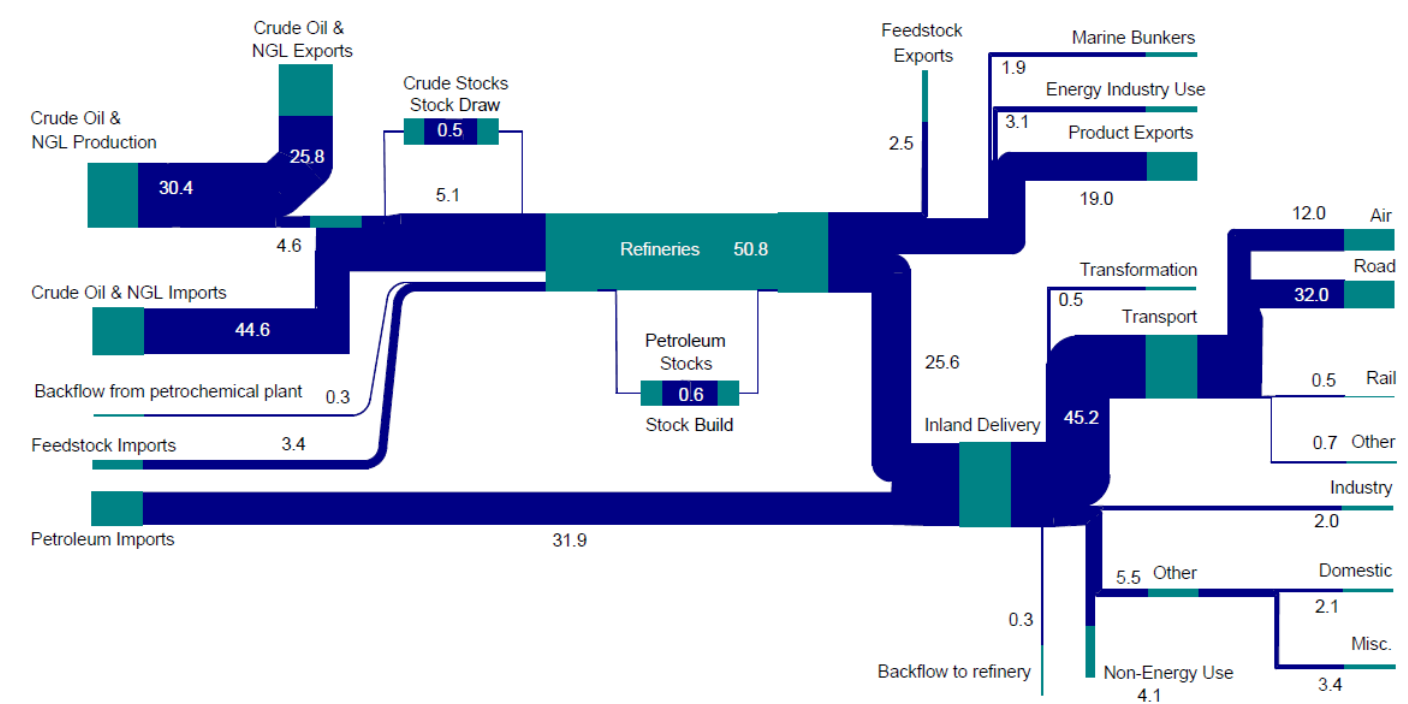 Crude Oil &
NGL Exports
Feedstock
Exports
Marine Bunkers
1.9
Crude Stocks
Stock Draw
0.5
Energy Industry Use
3.1
Crude Oil &
NGL Production
30.4
25.8
2.5
Product Exports
19.0
5.1
4.6
Refineries 50.8
12.0 Air
Road
32.0
Crude Oil & NGL Imports
44.6
Transformation
0.5
Transport
Petroleum
Stocks
0.6
Stock Build
25.6
Backflow from petrochemical plant 0.3
0.5 Rail
Inland Delivery
45.2
Feedstock Imports 3.4
0.7 Other
Petroleum Imports
31.9
Industry
2.0
5.5 Other
Domestic
2.1
0.3
Backflow to refinery
Non-Energy Use
4.1
Misc.
3.4